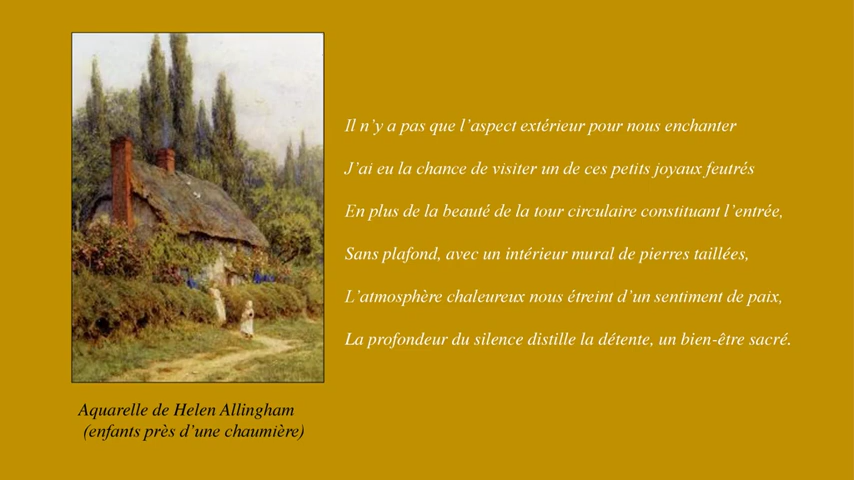 Il n’y a pas que l’aspect extérieur pour nous enchanter
J’ai eu la chance de visiter un de ces petits joyaux feutrés
En plus de la beauté de la tour circulaire constituant l’entrée,
Sans plafond, avec un intérieur mural de pierres taillées,
L’atmosphère chaleureux nous étreint d’un sentiment de paix,
La profondeur du silence distille la détente, un bien-être sacré.
Aquarelle de Helen Allingham
(enfants près d’une chaumière)